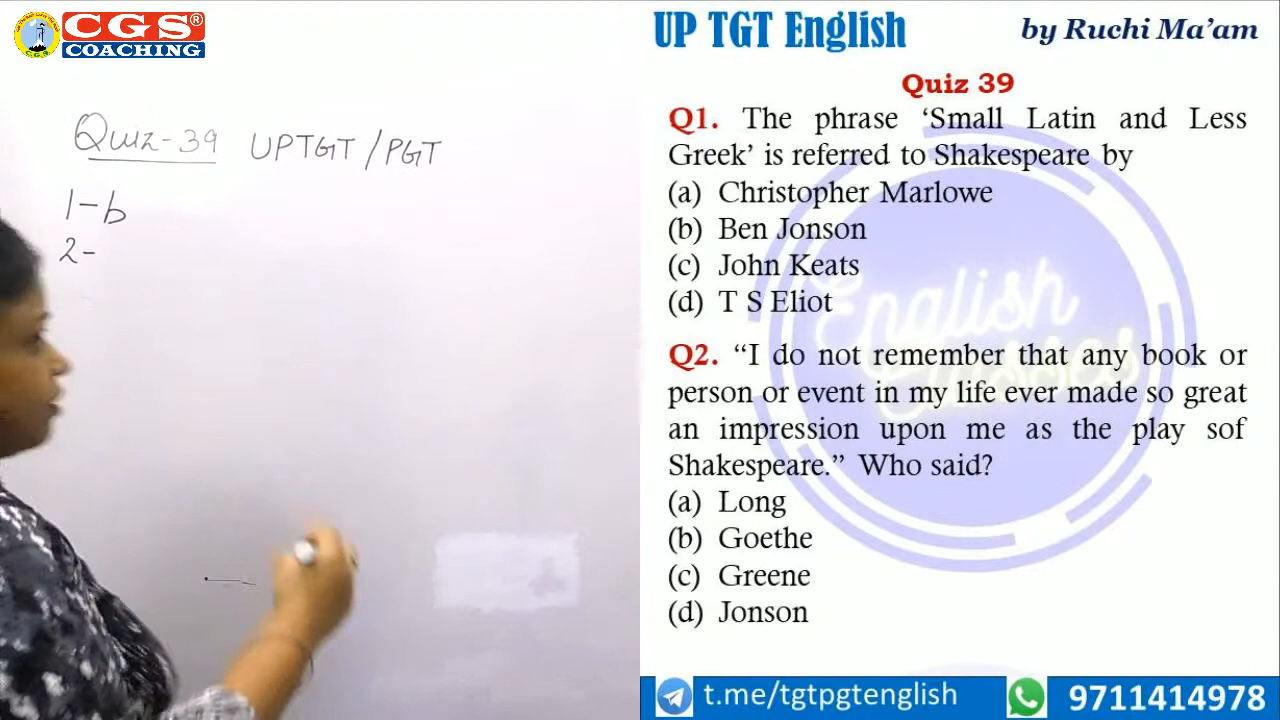 CGS®
COACHING
Quiz-39 UPTGT/PGT
1-b
2-
UP TGT English
by Ruchi Ma’am
Quiz 39
Q1. The phrase ‘Small Latin and Less
Greek’ is referred to Shakespeare by
(a) Christopher Marlowe
(b) Ben Jonson
(c) John Keats
(d) T S Eliot
Q2. “I do not remember that any book or
person or event in my life ever made so great
an impression upon me as the play sof
Shakespeare.” Who said?
(a) Long
(b) Goethe
(c) Greene
(d) Jonson
English
t.me/tgtpgtenglish
9711414978